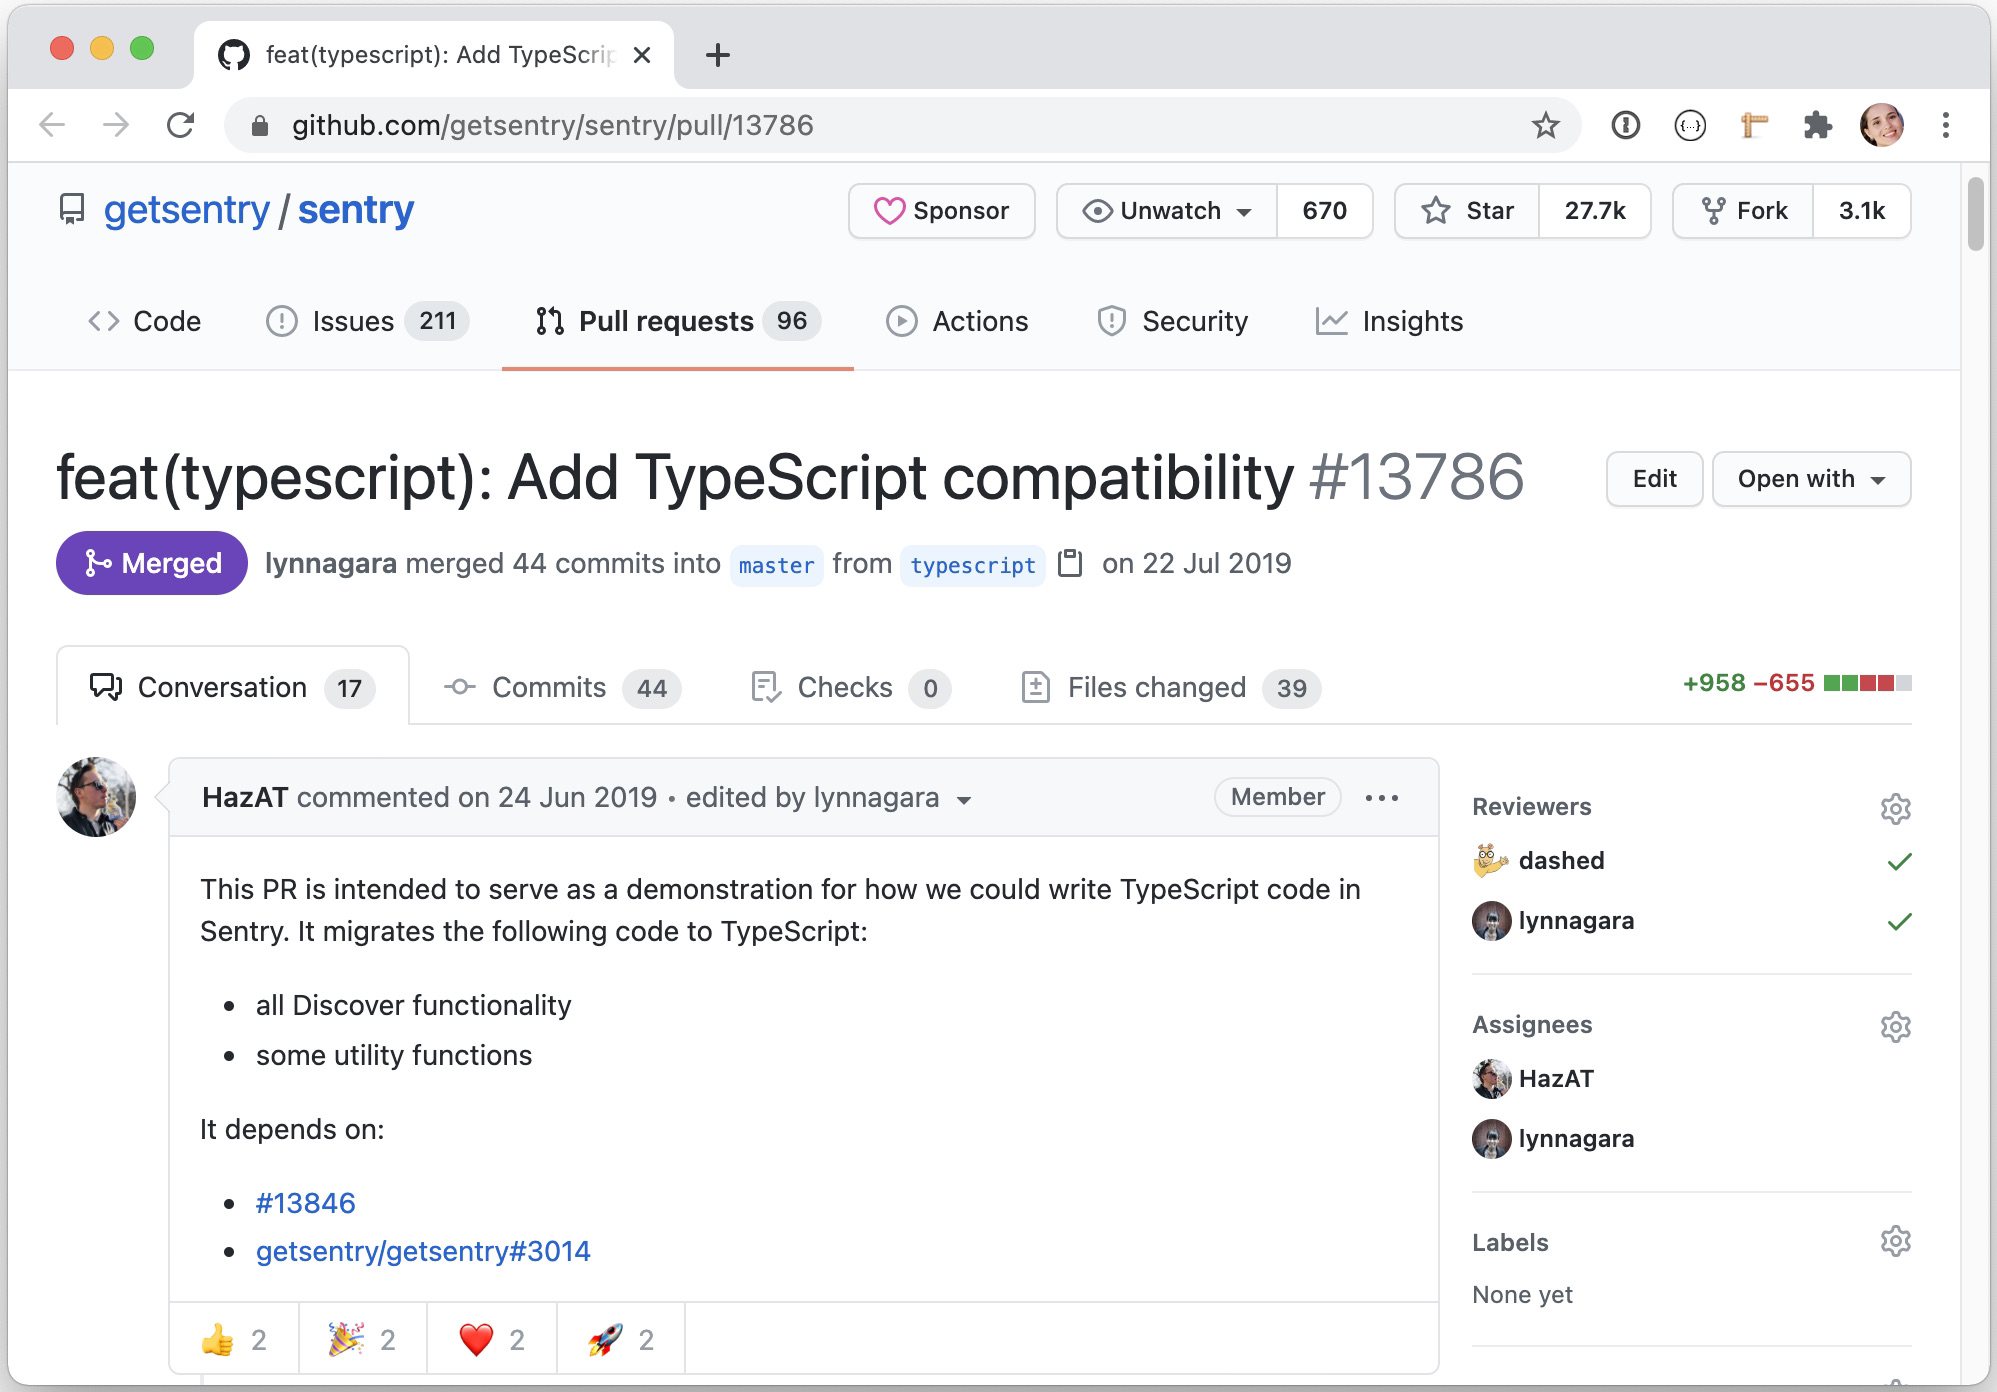 feat(typescript): Add TypeScrip
github.com/getsentry/sentry/pull/13786
getsentry / sentry
Sponsor
Unwatch 670
Star 27.7k
Fork 3.1k
Code
Issues 211
Pull requests 96
Actions
Security
Insights
feat(typescript): Add TypeScript compatibility #13786
Edit
Open with
Merged
lynnagara merged 44 commits into master from typescript on 22 Jul 2019
Conversation 17
Commits 44
Checks 0
Files changed 39
+958 −655
HazAT commented on 24 Jun 2019 • edited by lynnagara
Member
This PR is intended to serve as a demonstration for how we could write TypeScript code in
Sentry. It migrates the following code to TypeScript:
• all Discover functionality
• some utility functions
It depends on:
• #13846
• getsentry/getsentry#3014
👍 2
🎉 2
❤️ 2
🚀 2
Reviewers
dashed
lynnagara
Assignees
HazAT
lynnagara
Labels
None yet